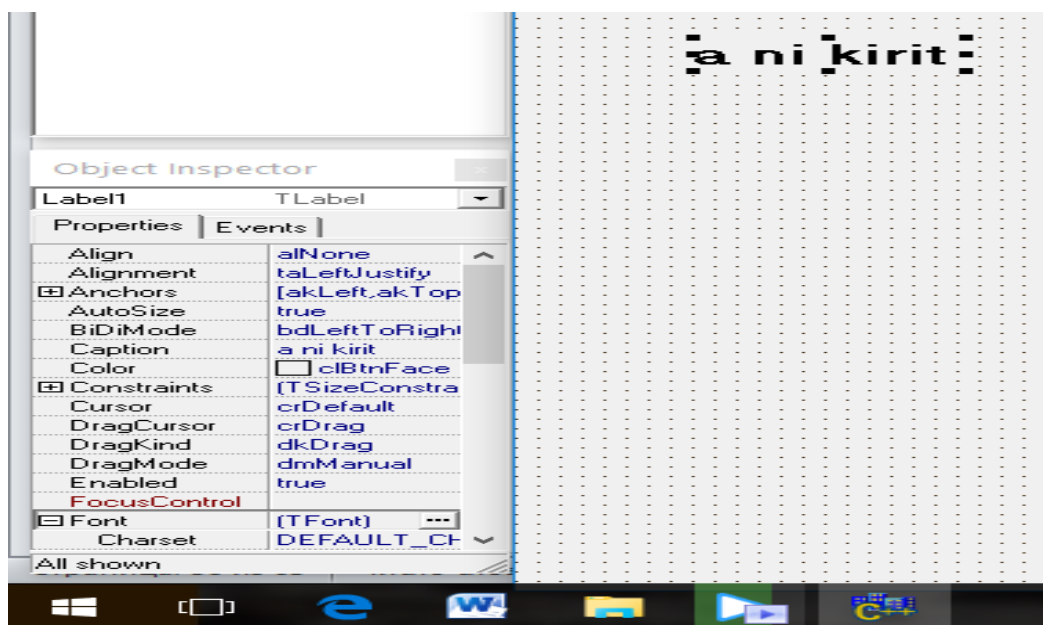 a ni kirit
Object Inspector
Label1 TLabel
Properties Events
Align alNone
Alignment taLeftJustify
Anchors [akLeft,akTop
AutoSize true
BiDiMode bdLeftToRight
Caption a ni kirit
Color clBtnFace
Constraints (TSizeConstra
Cursor crDefault
DragCursor crDrag
DragKind dkDrag
DragMode dmManual
Enabled true
FocusControl
Font (TFont) ...
Charset DEFAULT_CH
All shown
W
C++